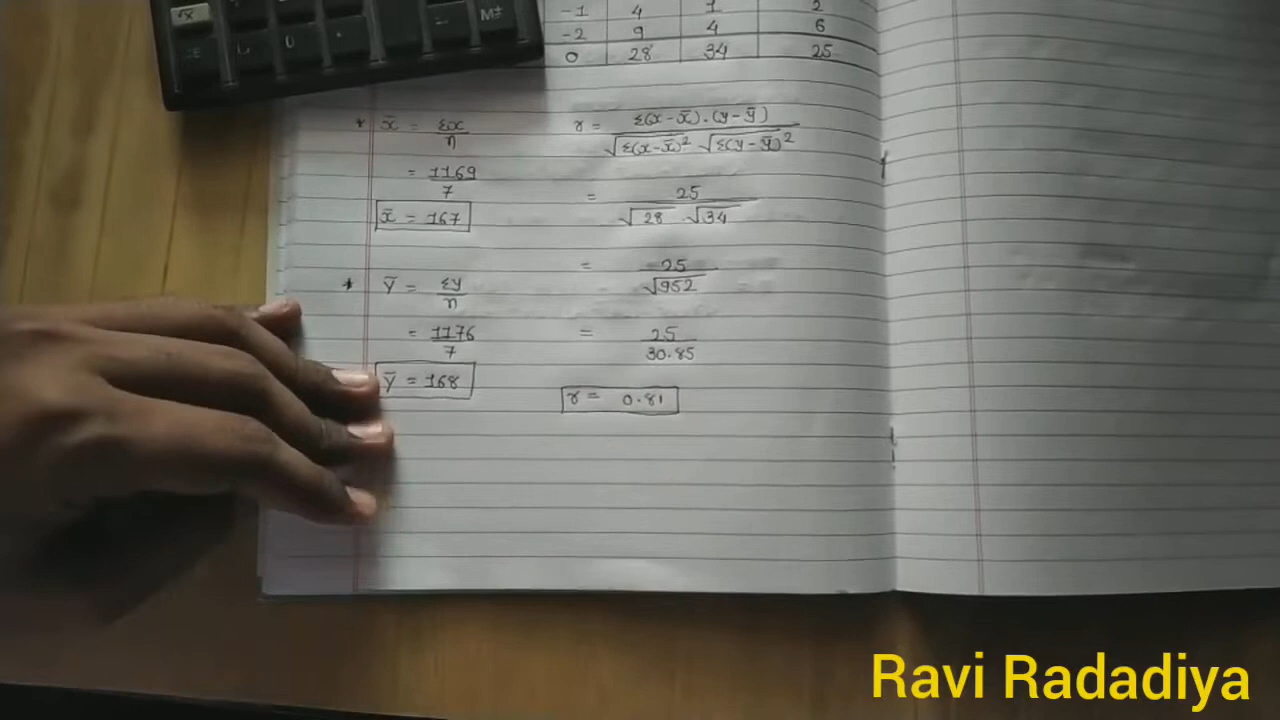 √x
M±
-1 4 1 2
-2 9 4 6
0 28 34 25
* x̄ = Σx / n
= 1169 / 7
x̄ = 167
* ȳ = Σy / n
= 1176 / 7
ȳ = 168
r = Σ(x - x̄) . (y - ȳ) / √Σ(x - x̄)² √Σ(y - ȳ)²
= 25 / √28 √34
= 25 / √952
= 25 / 30.85
r = 0.81
Ravi Radadiya